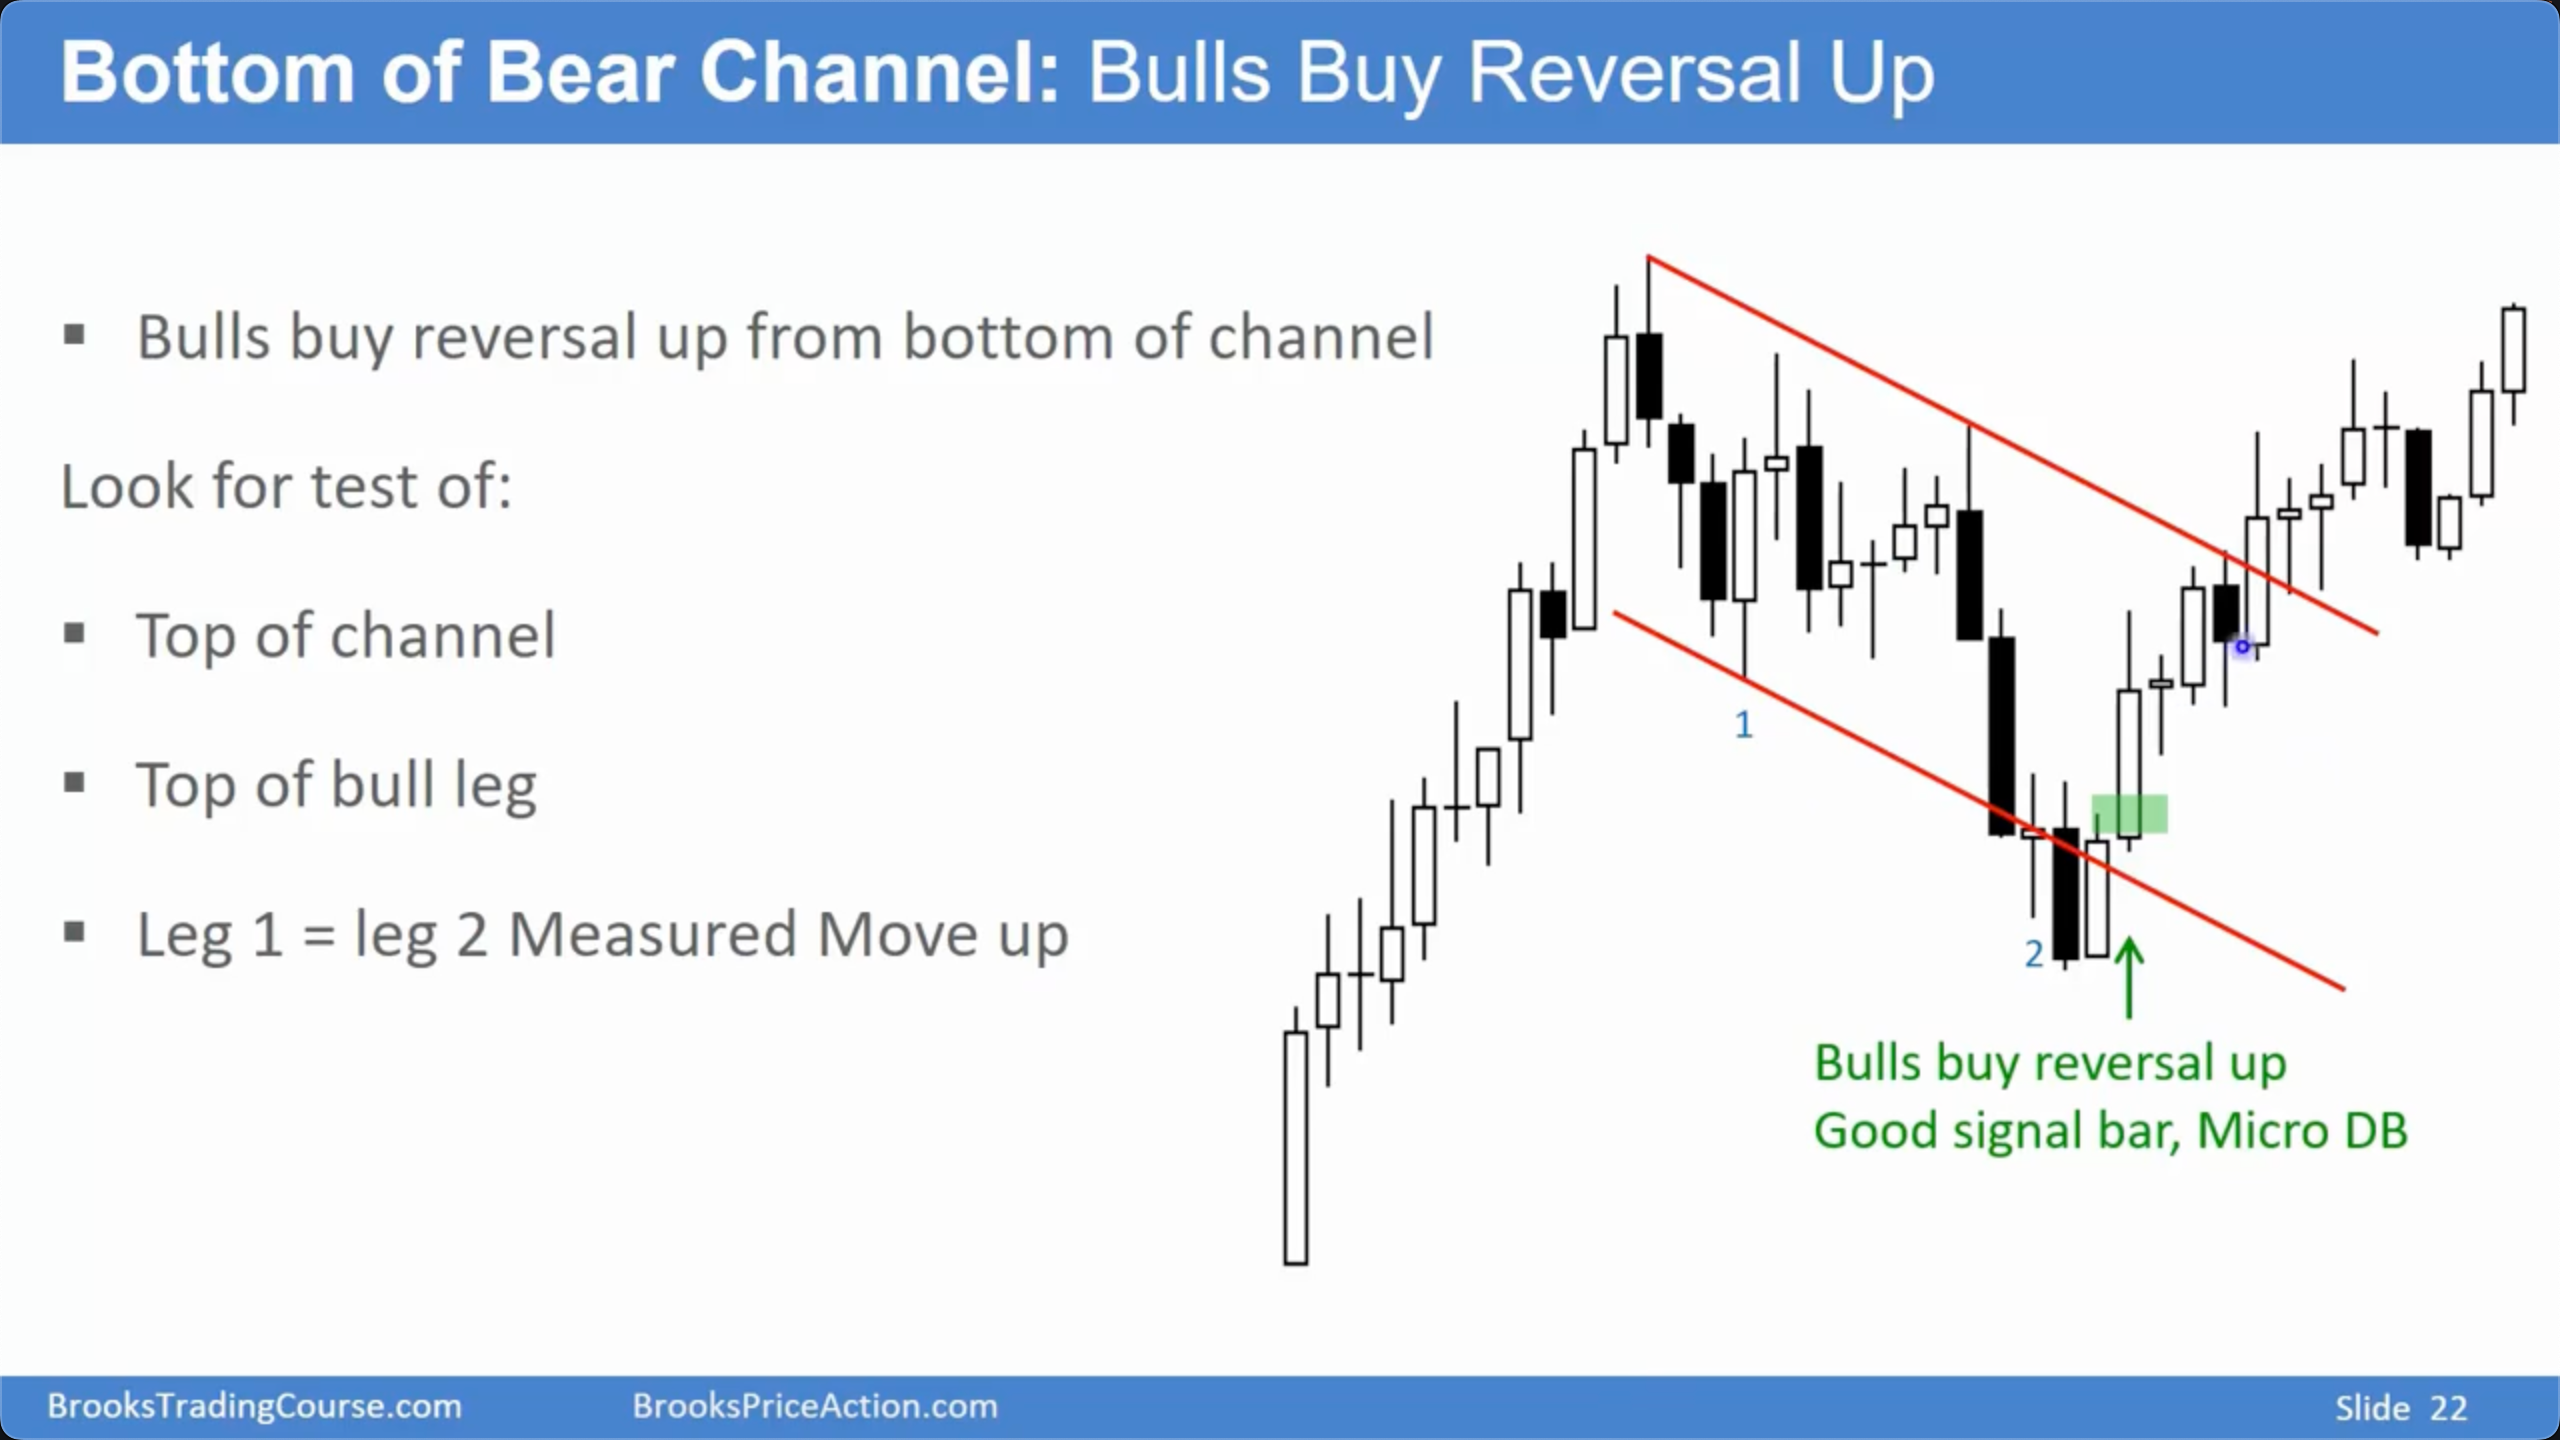 Bottom of Bear Channel: Bulls Buy Reversal Up
▪ Bulls buy reversal up from bottom of channel
Look for test of:
▪ Top of channel
▪ Top of bull leg
▪ Leg 1 = leg 2 Measured Move up
1
2
Bulls buy reversal up
Good signal bar, Micro DB
BrooksTradingCourse.com BrooksPriceAction.com Slide 22